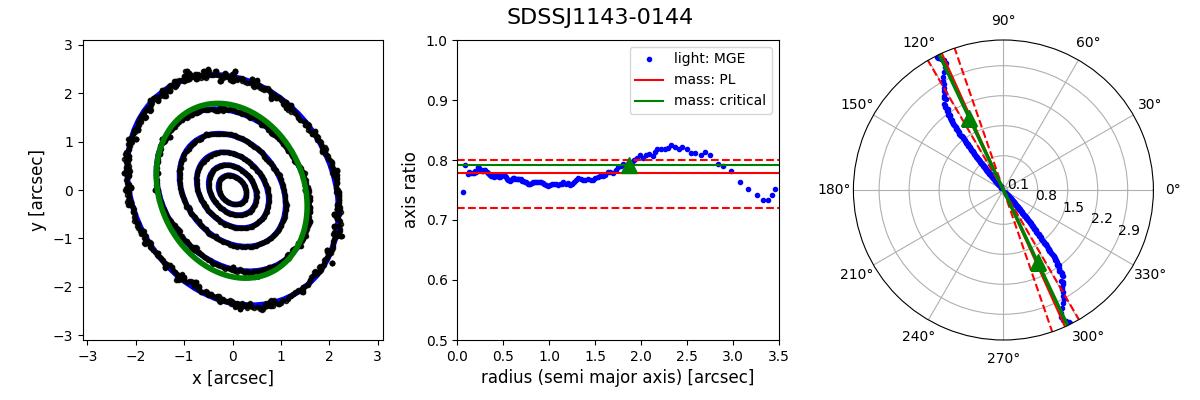 SDSSJ1143-0144
3
2
1
0
−1
−2
−3
y [arcsec]
−3 −2 −1 0 1 2 3
x [arcsec]
1.0
0.9
0.8
0.7
0.6
0.5
axis ratio
light: MGE
mass: PL
mass: critical
0.0 0.5 1.0 1.5 2.0 2.5 3.0 3.5
radius (semi major axis) [arcsec]
90°
120° 60°
150° 30°
180° 0°
0.1 0.8 1.5 2.2 2.9
210° 330°
240° 300°
270°